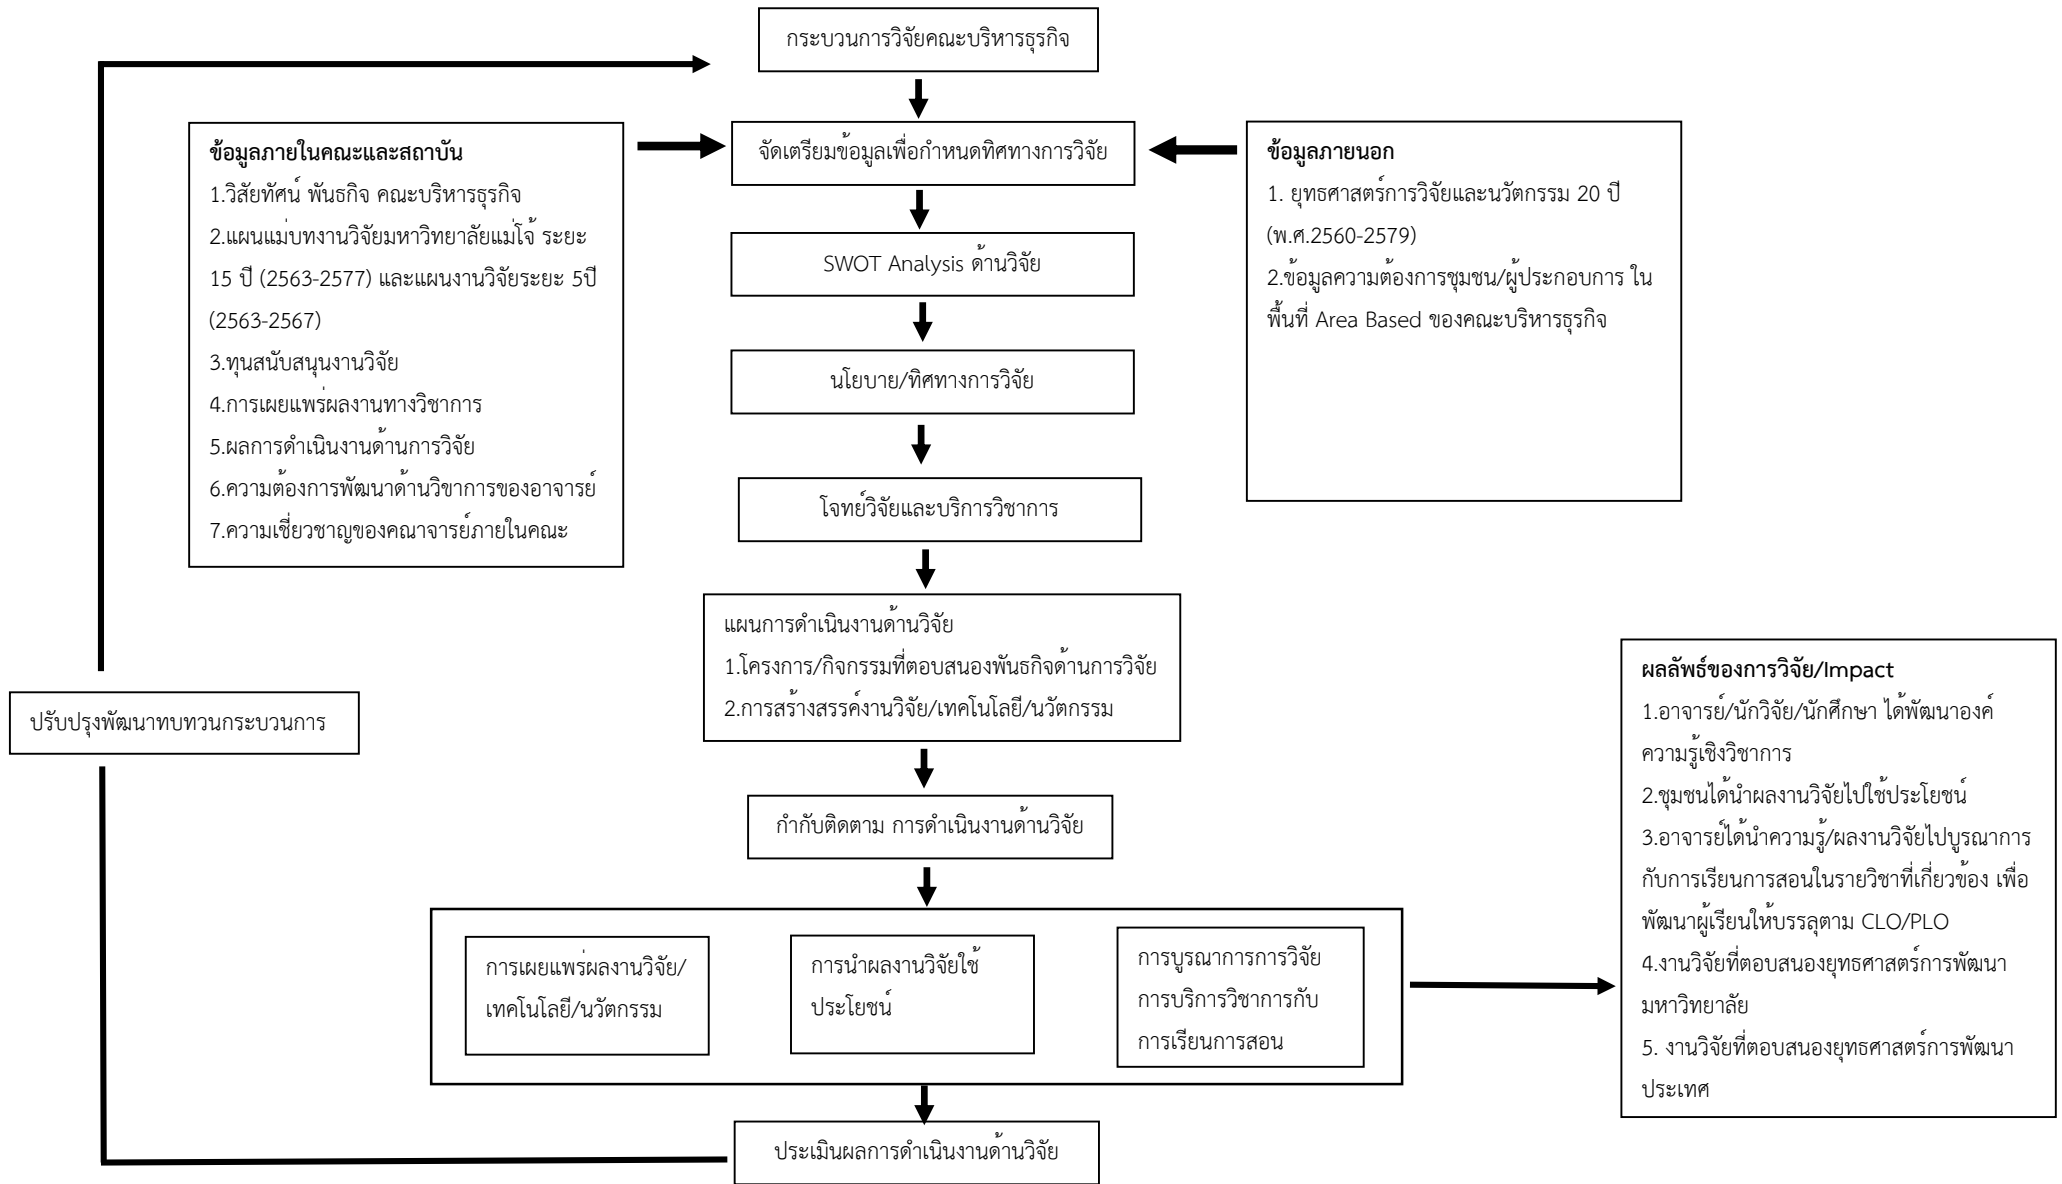 กระบวนการวิจัยคณะบริหารธุรกิจ
ข้อมูลภายในคณะและสถาบัน
1.วิสัยทัศน์ พันธกิจ คณะบริหารธุรกิจ
2.แผนแม่บทงานวิจัยมหาวิทยาลัยแม่โจ้ ระยะ
15 ปี (2563-2577) และแผนงานวิจัยระยะ 5ปี
(2563-2567)
3.ทุนสนับสนุนงานวิจัย
4.การเผยแพร่ผลงานทางวิชาการ
5.ผลการดำเนินงานด้านการวิจัย
6.ความต้องการพัฒนาด้านวิขาการของอาจารย์
7.ความเชี่ยวชาญของคณาจารย์ภายในคณะ
จัดเตรียมข้อมูลเพื่อกำหนดทิศทางการวิจัย
ข้อมูลภายนอก
1. ยุทธศาสตร์การวิจัยและนวัตกรรม 20 ปี
(พ.ศ.2560-2579)
2.ข้อมูลความต้องการชุมชน/ผู้ประกอบการ ใน
พื้นที่ Area Based ของคณะบริหารธุรกิจ
SWOT Analysis ด้านวิจัย
นโยบาย/ทิศทางการวิจัย
โจทย์วิจัยและบริการวิชาการ
แผนการดำเนินงานด้านวิจัย
1.โครงการ/กิจกรรมที่ตอบสนองพันธกิจด้านการวิจัย
2.การสร้างสรรค์งานวิจัย/เทคโนโลยี/นวัตกรรม
ปรับปรุงพัฒนาทบทวนกระบวนการ
กำกับติดตาม การดำเนินงานด้านวิจัย
การเผยแพร่ผลงานวิจัย/
เทคโนโลยี/นวัตกรรม
การนำผลงานวิจัยใช้
ประโยชน์
การบูรณาการการวิจัย
การบริการวิชาการกับ
การเรียนการสอน
ผลลัพธ์ของการวิจัย/Impact
1.อาจารย์/นักวิจัย/นักศึกษา ได้พัฒนาองค์
ความรู้เชิงวิชาการ
2.ชุมชนได้นำผลงานวิจัยไปใช้ประโยชน์
3.อาจารย์ได้นำความรู้/ผลงานวิจัยไปบูรณาการ
กับการเรียนการสอนในรายวิชาที่เกี่ยวข้อง เพื่อ
พัฒนาผู้เรียนให้บรรลุตาม CLO/PLO
4.งานวิจัยที่ตอบสนองยุทธศาสตร์การพัฒนา
มหาวิทยาลัย
5. งานวิจัยที่ตอบสนองยุทธศาสตร์การพัฒนา
ประเทศ
ประเมินผลการดำเนินงานด้านวิจัย